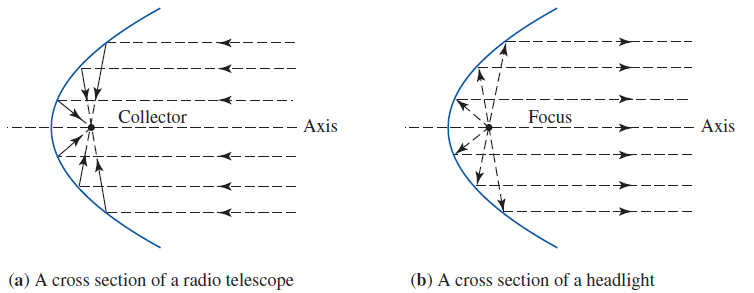 Collector
Axis
Focus
Axis
(a) A cross section of a radio telescope
(b) A cross section of a headlight